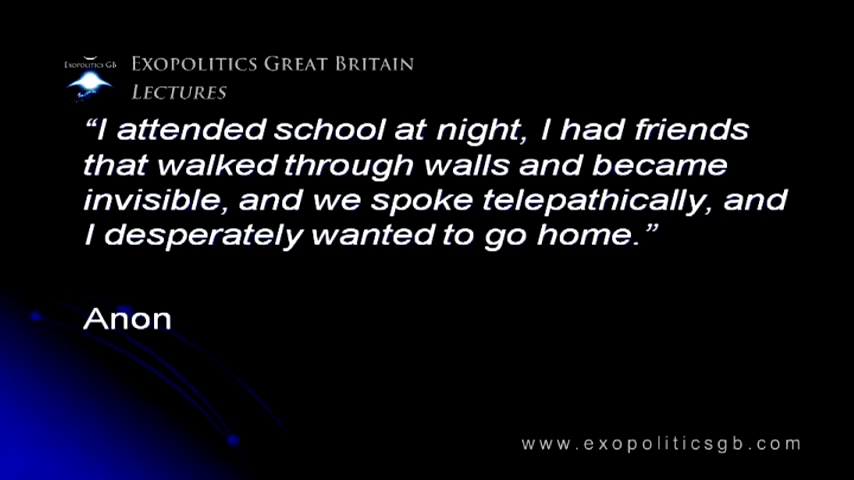 EXOPOLITICS GB
EXOPOLITICS GREAT BRITAIN
LECTURES
“I attended school at night, I had friends
that walked through walls and became
invisible, and we spoke telepathically, and
I desperately wanted to go home.”
Anon
www.exopoliticsgb.com